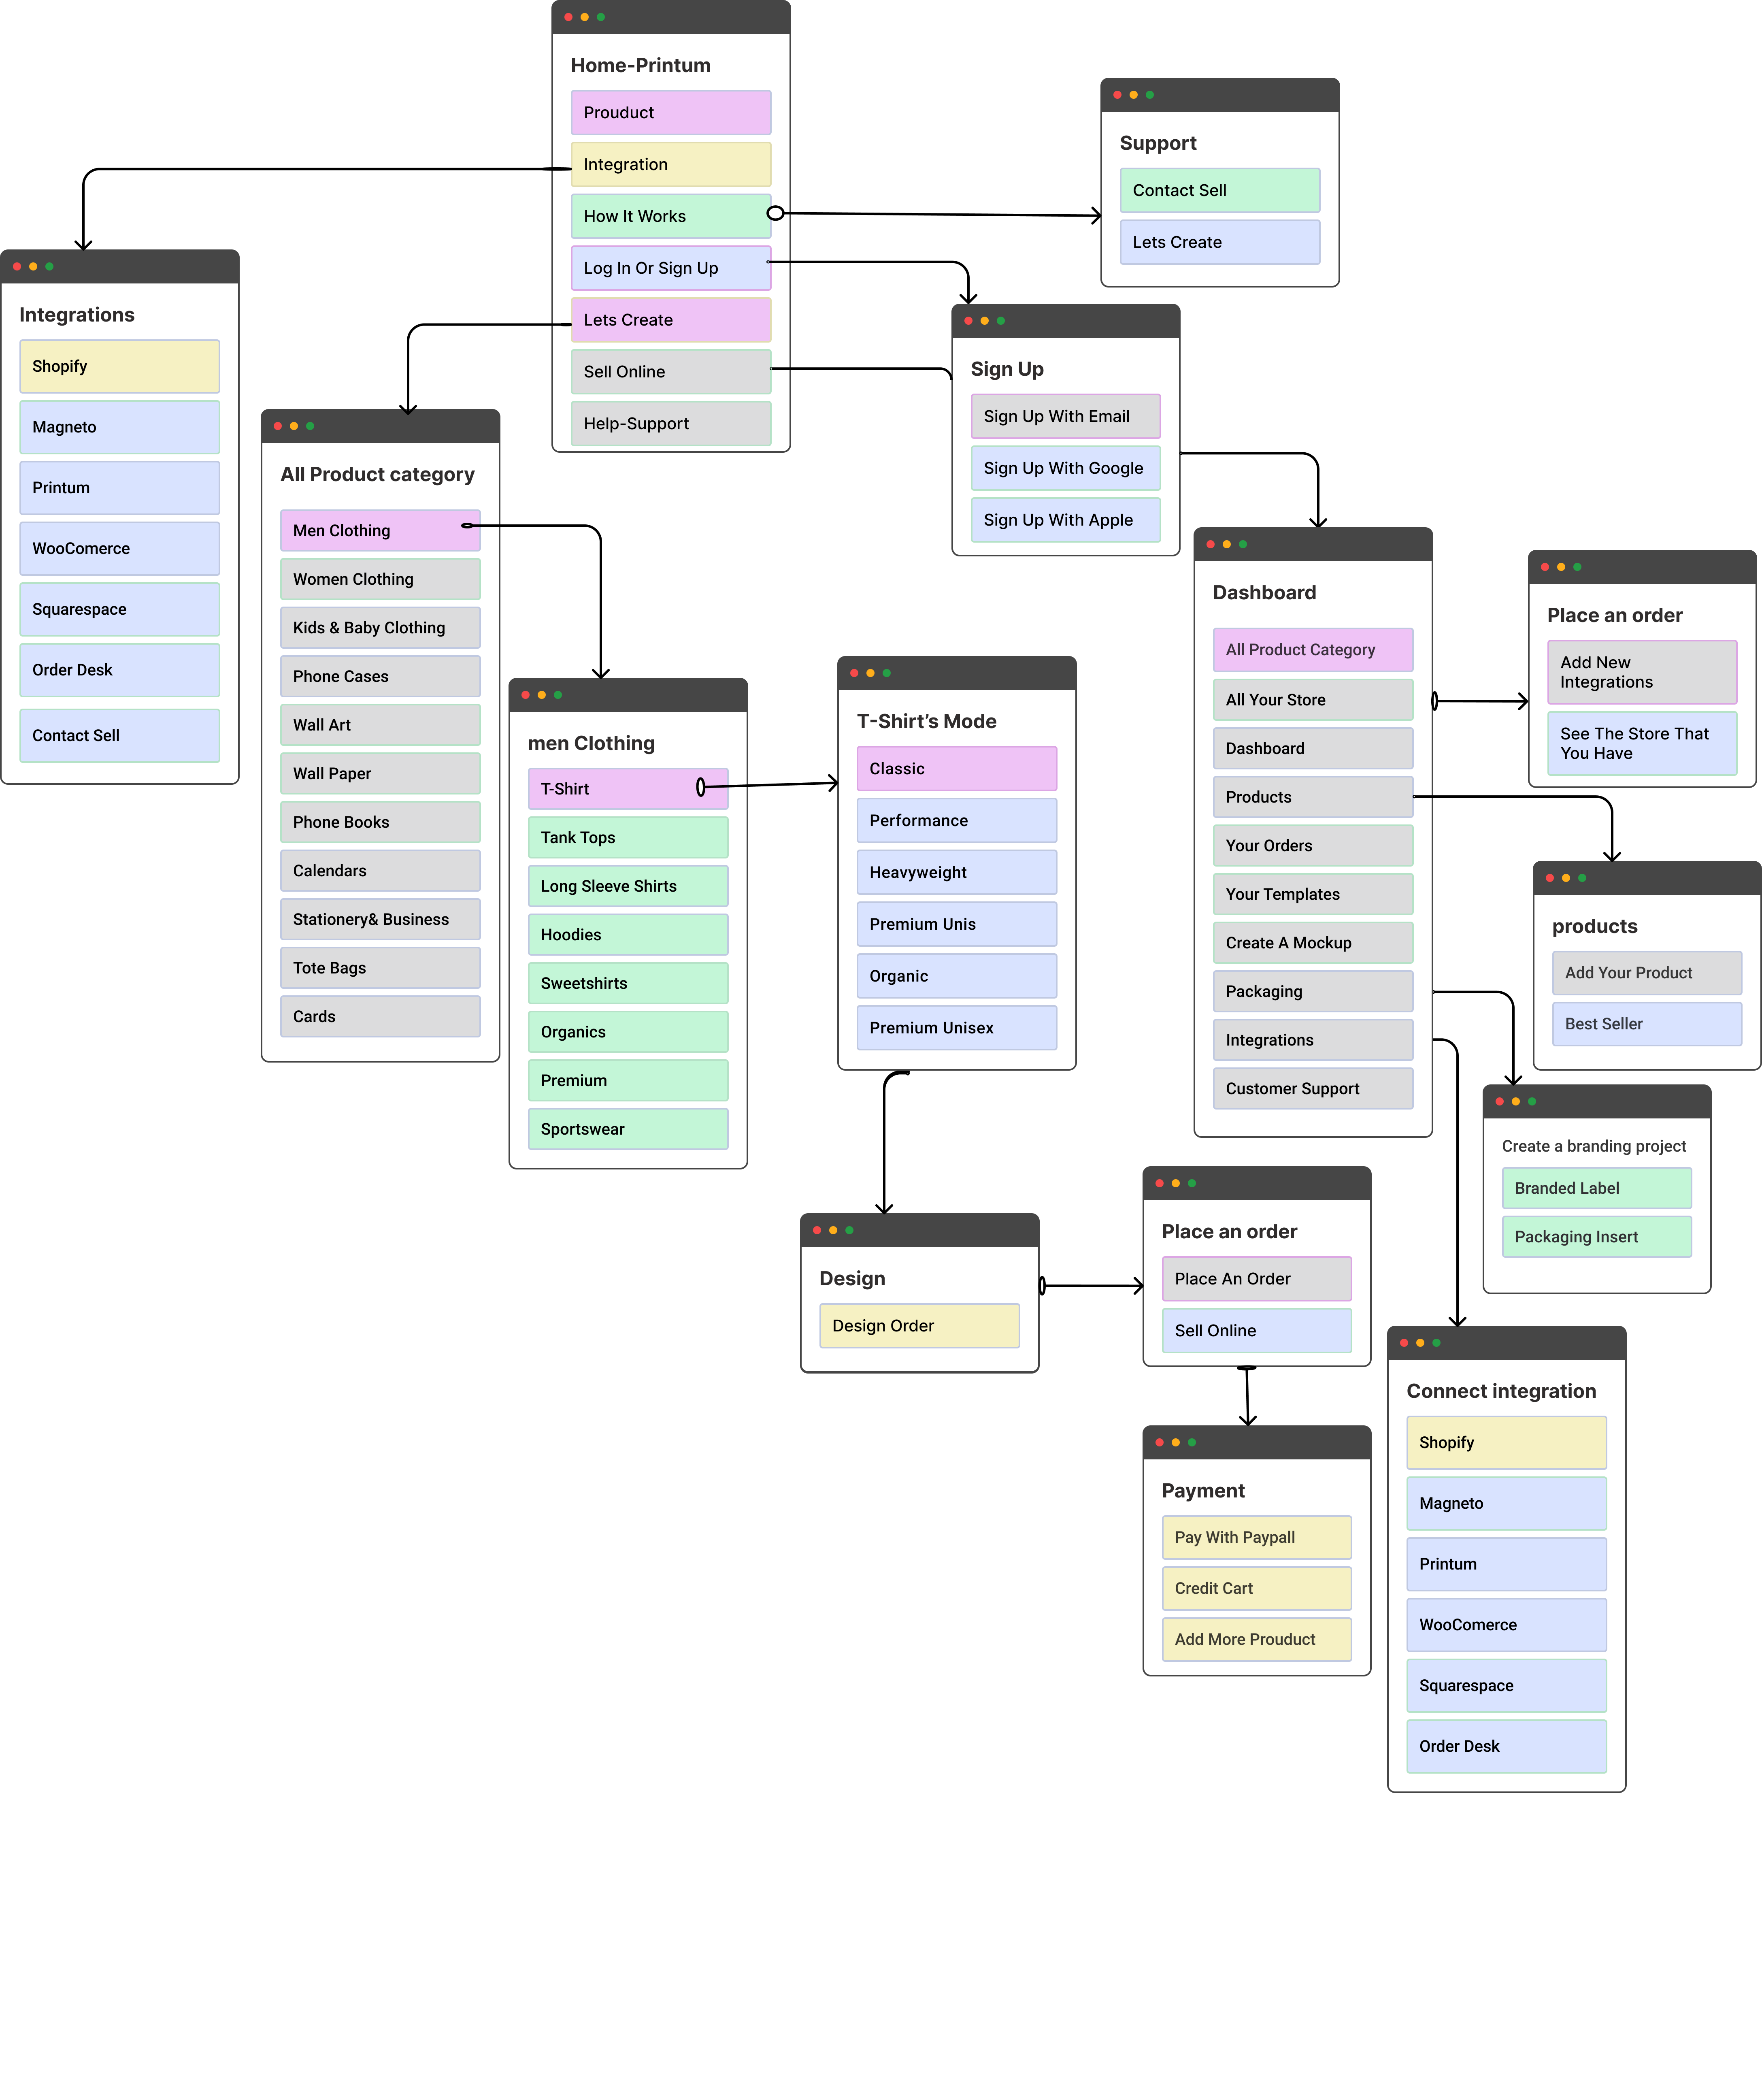 Home-Printum
Prouduct
Integration
How It Works
Log In Or Sign Up
Lets Create
Sell Online
Help-Support
Support
Contact Sell
Lets Create
Integrations
Shopify
Magneto
Printum
WooComerce
Squarespace
Order Desk
Contact Sell
Sign Up
Sign Up With Email
Sign Up With Google
Sign Up With Apple
All Product category
Men Clothing
Women Clothing
Kids & Baby Clothing
Phone Cases
Wall Art
Wall Paper
Phone Books
Calendars
Stationery& Business
Tote Bags
Cards
men Clothing
T-Shirt
Tank Tops
Long Sleeve Shirts
Hoodies
Sweetshirts
Organics
Premium
Sportswear
T-Shirt’s Mode
Classic
Performance
Heavyweight
Premium Unis
Organic
Premium Unisex
Dashboard
All Product Category
All Your Store
Dashboard
Products
Your Orders
Your Templates
Create A Mockup
Packaging
Integrations
Customer Support
Place an order
Add New
Integrations
See The Store That
You Have
products
Add Your Product
Best Seller
Create a branding project
Branded Label
Packaging Insert
Design
Design Order
Place an order
Place An Order
Sell Online
Payment
Pay With Paypall
Credit Cart
Add More Prouduct
Connect integration
Shopify
Magneto
Printum
WooComerce
Squarespace
Order Desk